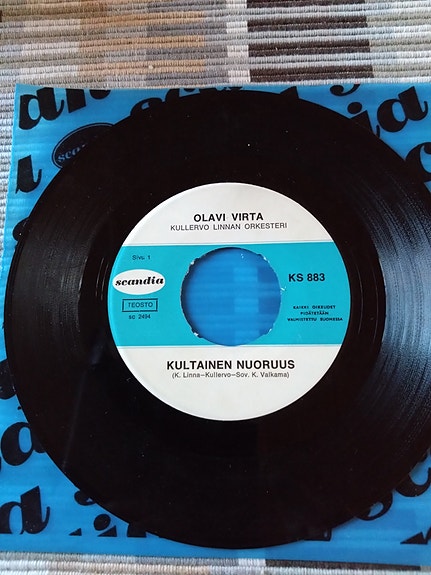 OLAVI VIRTA
KULLERVO LINNAN ORKESTERI
Sivu 1
scandia
KS 883
TEOSTO
so 2494
KAIKKI OIKEUDET
PIDÄTETÄÄN
VALMISTETTU SUOMESSA
KULTAINEN NUORUUS
(K. Linna—Kullervo—Sov. K. Valkama)